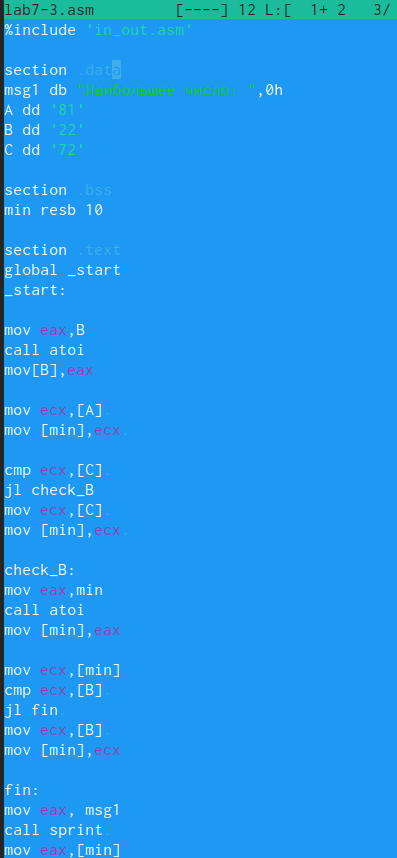 lab7-3.asm [----] 12 L:[ 1+ 2 3/
%include 'in_out.asm'
section .data
msg1 db "Наибольшее число: ",0h
A dd '81'
B dd '22'
C dd '72'
section .bss
min resb 10
section .text
global _start
_start:
mov eax,B
call atoi
mov[B],eax
mov ecx,[A]
mov [min],ecx
cmp ecx,[C]
jl check_B
mov ecx,[C]
mov [min],ecx
check_B:
mov eax,min
call atoi
mov [min],eax
mov ecx,[min]
cmp ecx,[B]
jl fin
mov ecx,[B]
mov [min],ecx
fin:
mov eax, msg1
call sprint
mov eax,[min]